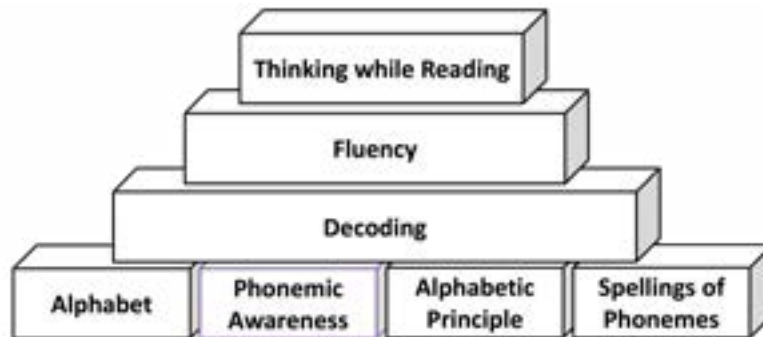 Thinking while Reading
Fluency
Decoding
Alphabet
Phonemic
Awareness
Alphabetic
Principle
Spellings of
Phonemes